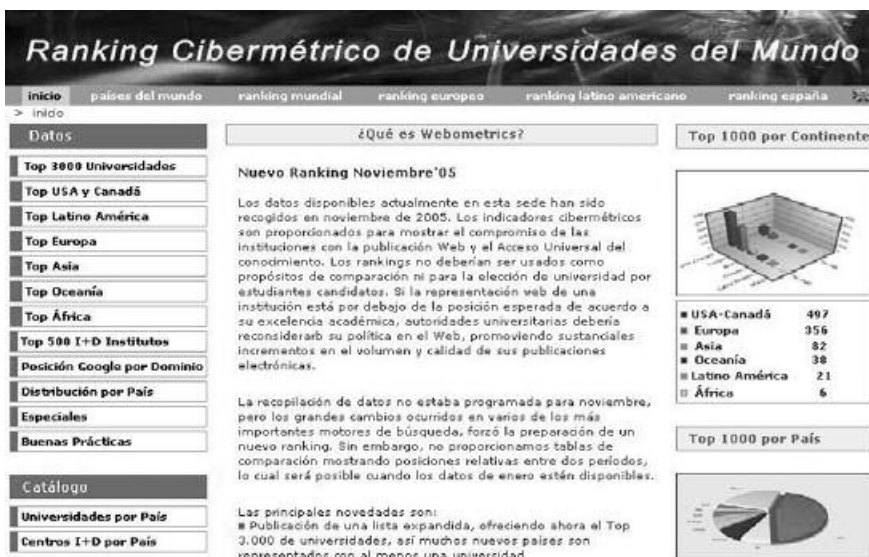 Ranking Cibermétrico de Universidades del Mundo
inicio países del mundo ranking mundial ranking europeo ranking latino americano ranking españa
> inicio
Datos
Top 3000 Universidades
Top USA y Canadá
Top Latino América
Top Europa
Top Asia
Top Oceanía
Top África
Top 500 I+D Institutos
Posición Google por Dominio
Distribución por País
Especiales
Buenas Prácticas
Catálogo
Universidades por País
Centros I+D por País
¿Qué es Webometrics?
Nuevo Ranking Noviembre'05
Los datos disponibles actualmente en esta sede han sido
recogidos en noviembre de 2005. Los indicadores cibermétricos
son proporcionados para mostrar el compromiso de las
instituciones con la publicación Web y el Acceso Universal del
conocimiento. Los rankings no deberían ser usados como
propósitos de comparación ni para la elección de universidad por
estudiantes candidatos. Si la representación web de una
institución está por debajo de la posición esperada de acuerdo a
su excelencia académica, autoridades universitarias debería
reconsiderarb su política en el Web, promoviendo sustanciales
incrementos en el volumen y calidad de sus publicaciones
electrónicas.
La recopilación de datos no estaba programada para noviembre,
pero los grandes cambios ocurridos en varios de los más
importantes motores de búsqueda, forzó la preparación de un
nuevo ranking. Sin embargo, no proporcionamos tablas de
comparación mostrando posiciones relativas entre dos períodos,
lo cual será posible cuando los datos de enero estén disponibles.
Las principales novedades son:
Publicación de una lista expandida, ofreciendo ahora el Top
3.000 de universidades, así muchos nuevos países son
representados con al menos una universidad
Top 1000 por Continente
USA-Canadá 497
Europa 356
Asia 82
Oceanía 38
Latino América 21
África 6
Top 1000 por País